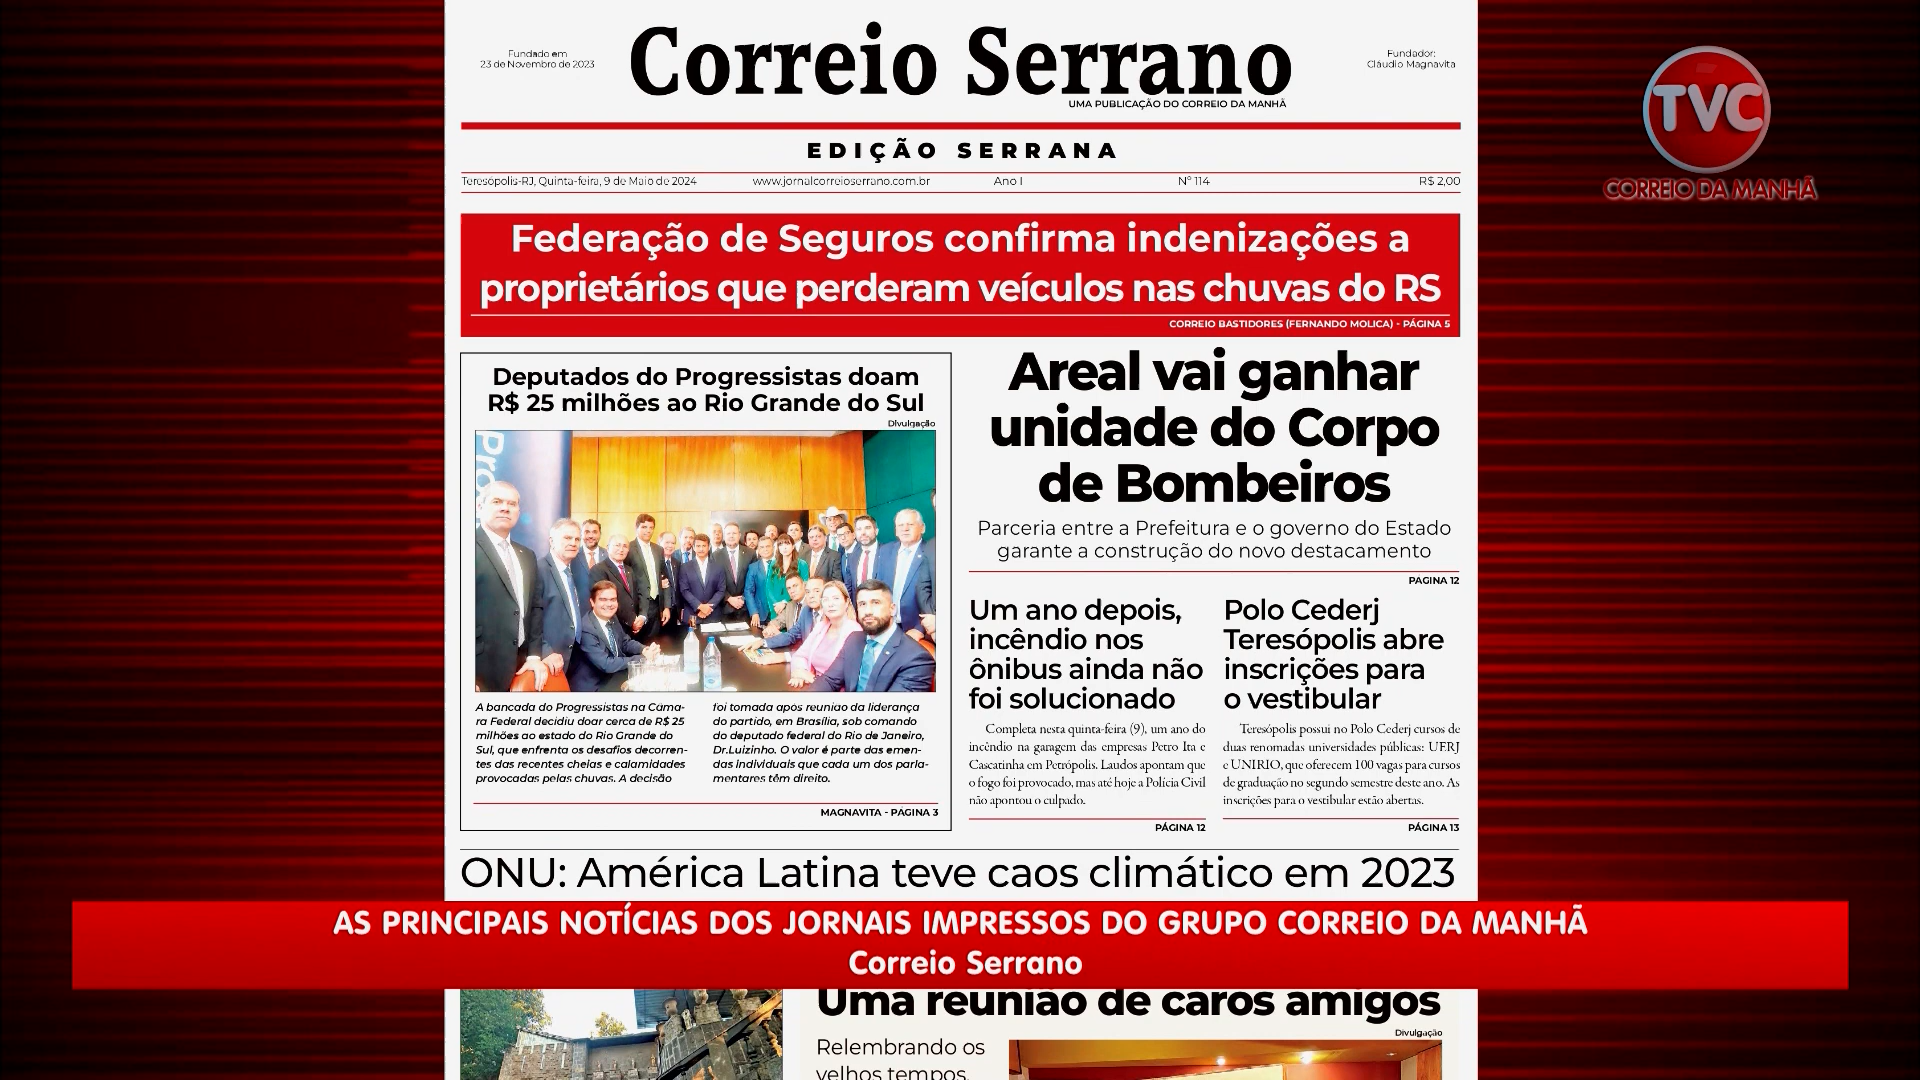 Fundado em
23 de Novembro de 2023
Correio Serrano
UMA PUBLICAÇÃO DO CORREIO DA MANHÃ
Fundador:
Cláudio Magnavita
TVC
CORREIO DA MANHÃ
EDIÇÃO SERRANA
Teresópolis-RJ, Quinta-feira, 9 de Maio de 2024 www.jornalcorreioserrano.com.br Ano I Nº 114 R$ 2,00
Federação de Seguros confirma indenizações a
proprietários que perderam veículos nas chuvas do RS
CORREIO BASTIDORES (FERNANDO MOLICA) - PÁGINA 5
Deputados do Progressistas doam
R$ 25 milhões ao Rio Grande do Sul
Divulgação
Pro
A bancada do Progressistas na Câma-
ra Federal decidiu doar cerca de R$ 25
milhões ao estado do Rio Grande do
Sul, que enfrenta os desafios decorren-
tes das recentes cheias e calamidades
provocadas pelas chuvas. A decisão
foi tomada após reunião da liderança
do partido, em Brasília, sob comando
do deputado federal do Rio de Janeiro,
Dr.Luizinho. O valor é parte das emen-
das individuais que cada um dos parla-
mentares têm direito.
MAGNAVITA - PÁGINA 3
Areal vai ganhar
unidade do Corpo
de Bombeiros
Parceria entre a Prefeitura e o governo do Estado
garante a construção do novo destacamento
PÁGINA 12
Um ano depois,
incêndio nos
ônibus ainda não
foi solucionado
Completa nesta quinta-feira (9), um ano do
incêndio na garagem das empresas Petro Ita e
Cascatinha em Petrópolis. Laudos apontam que
o fogo foi provocado, mas até hoje a Polícia Civil
não apontou o culpado.
PÁGINA 12
Polo Cederj
Teresópolis abre
inscrições para
o vestibular
Teresópolis possui no Polo Cederj cursos de
duas renomadas universidades públicas: UERJ
e UNIRIO, que oferecem 100 vagas para cursos
de graduação no segundo semestre deste ano. As
inscrições para o vestibular estão abertas.
PÁGINA 13
ONU: América Latina teve caos climático em 2023
AS PRINCIPAIS NOTÍCIAS DOS JORNAIS IMPRESSOS DO GRUPO CORREIO DA MANHÃ
Correio Serrano
Uma reunião de caros amigos
Divulgação
Relembrando os
velhos tempos,